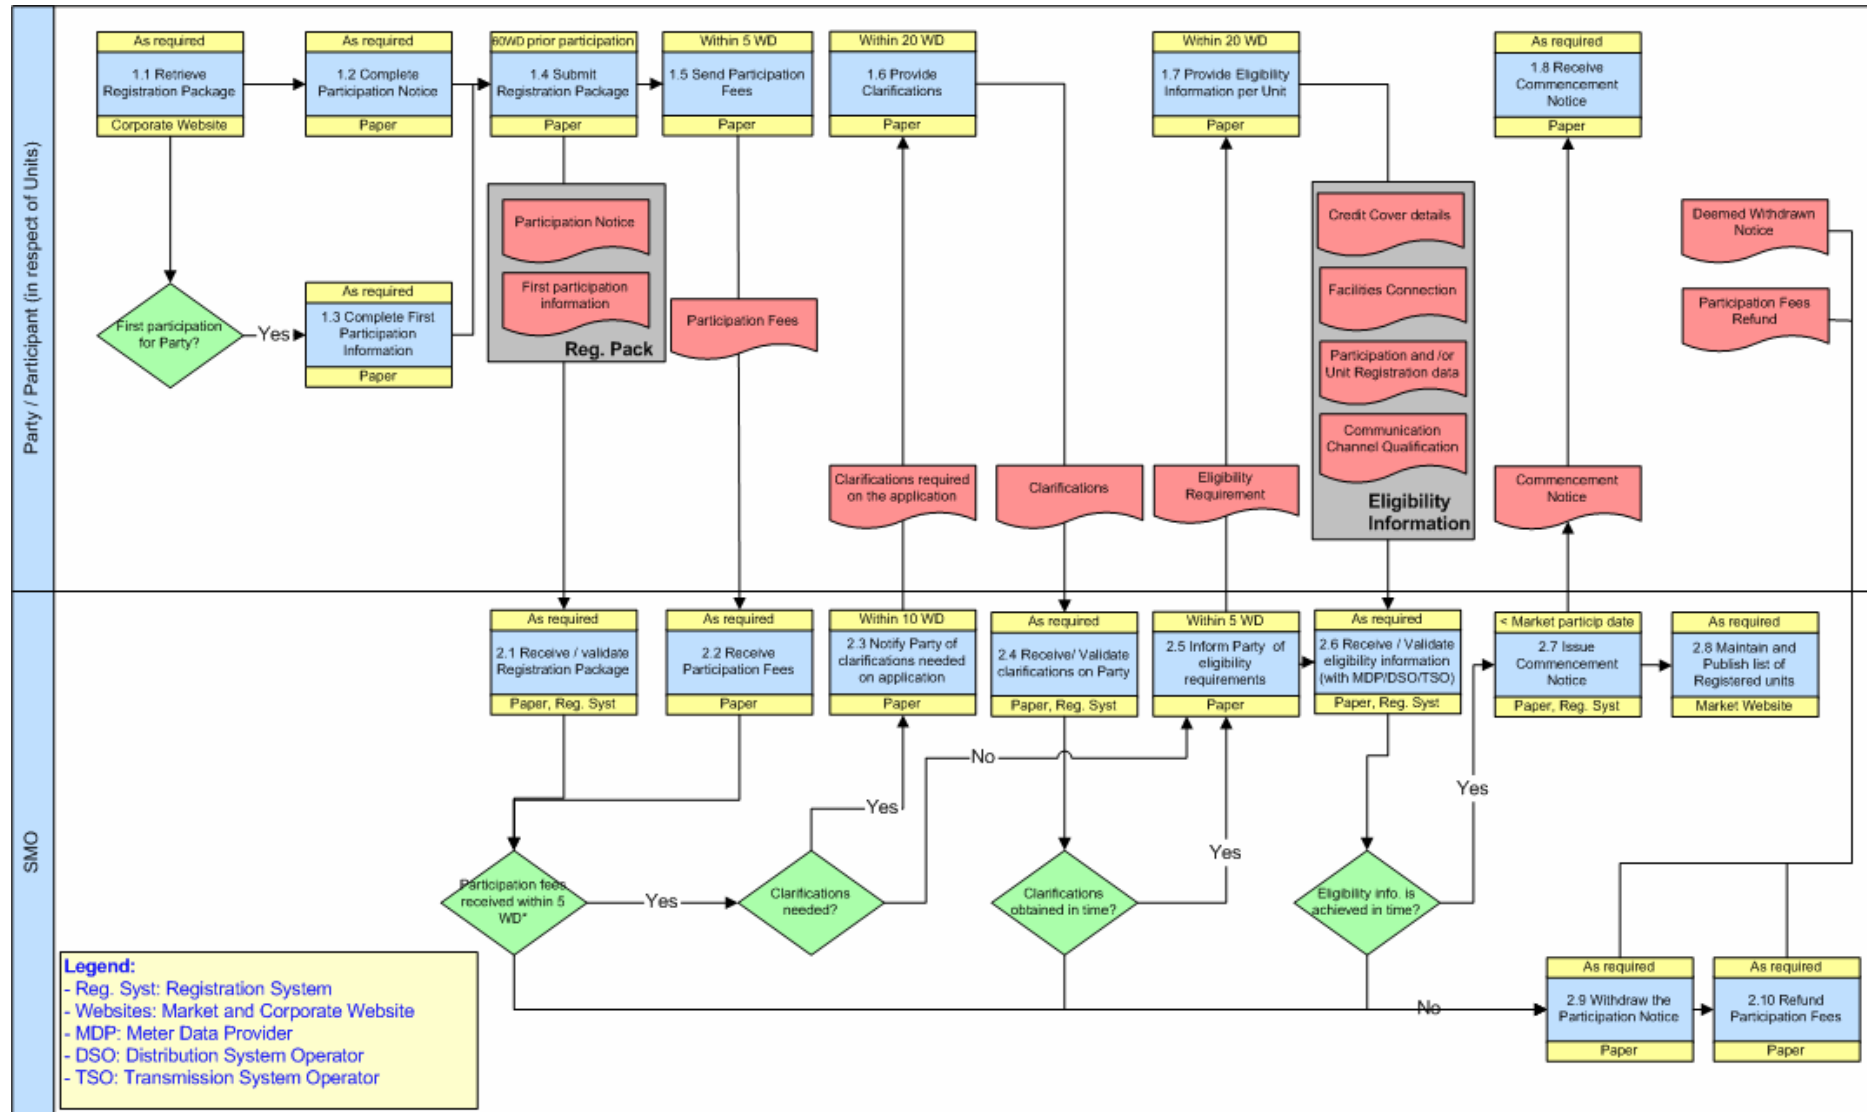 Party / Participant (in respect of Units)
As required
1.1 Retrieve
Registration Package
Corporate Website
As required
1.2 Complete
Participation Notice
Paper
60WD prior participation
1.4 Submit
Registration Package
Paper
Within 5 WD
1.5 Send Participation
Fees
Paper
Within 20 WD
1.6 Provide
Clarifications
Paper
Within 20 WD
1.7 Provide Eligibility
Information per Unit
Paper
As required
1.8 Receive
Commencement
Notice
Paper
First participation
for Party?
Yes
As required
1.3 Complete First
Participation
Information
Paper
Participation Notice
First participation
information
Reg. Pack
Participation Fees
Clarifications required
on the application
Clarifications
Eligibility
Requirement
Credit Cover details
Facilities Connection
Participation and /or
Unit Registration data
Communication
Channel Qualification
Eligibility
Information
Commencement
Notice
Deemed Withdrawn
Notice
Participation Fees
Refund
SMO
As required
2.1 Receive / validate
Registration Package
Paper, Reg. Syst
As required
2.2 Receive
Participation Fees
Paper
Within 10 WD
2.3 Notify Party of
clarifications needed
on application
Paper
As required
2.4 Receive/ Validate
clarifications on Party
Paper, Reg. Syst
Within 5 WD
2.5 Inform Party of
eligibility
requirements
Paper
As required
2.6 Receive / Validate
eligibility information
(with MDP/DSO/TSO)
Paper, Reg. Syst
< Market particip date
2.7 Issue
Commencement
Notice
Paper, Reg. Syst
As required
2.8 Maintain and
Publish list of
Registered units
Market Website
Participation fees
received within 5
WD*
Yes
Clarifications
needed?
Yes
No
Clarifications
obtained in time?
Yes
Eligibility info. is
achieved in time?
Yes
No
As required
2.9 Withdraw the
Participation Notice
Paper
As required
2.10 Refund
Participation Fees
Paper
Legend:
- Reg. Syst: Registration System
- Websites: Market and Corporate Website
- MDP: Meter Data Provider
- DSO: Distribution System Operator
- TSO: Transmission System Operator